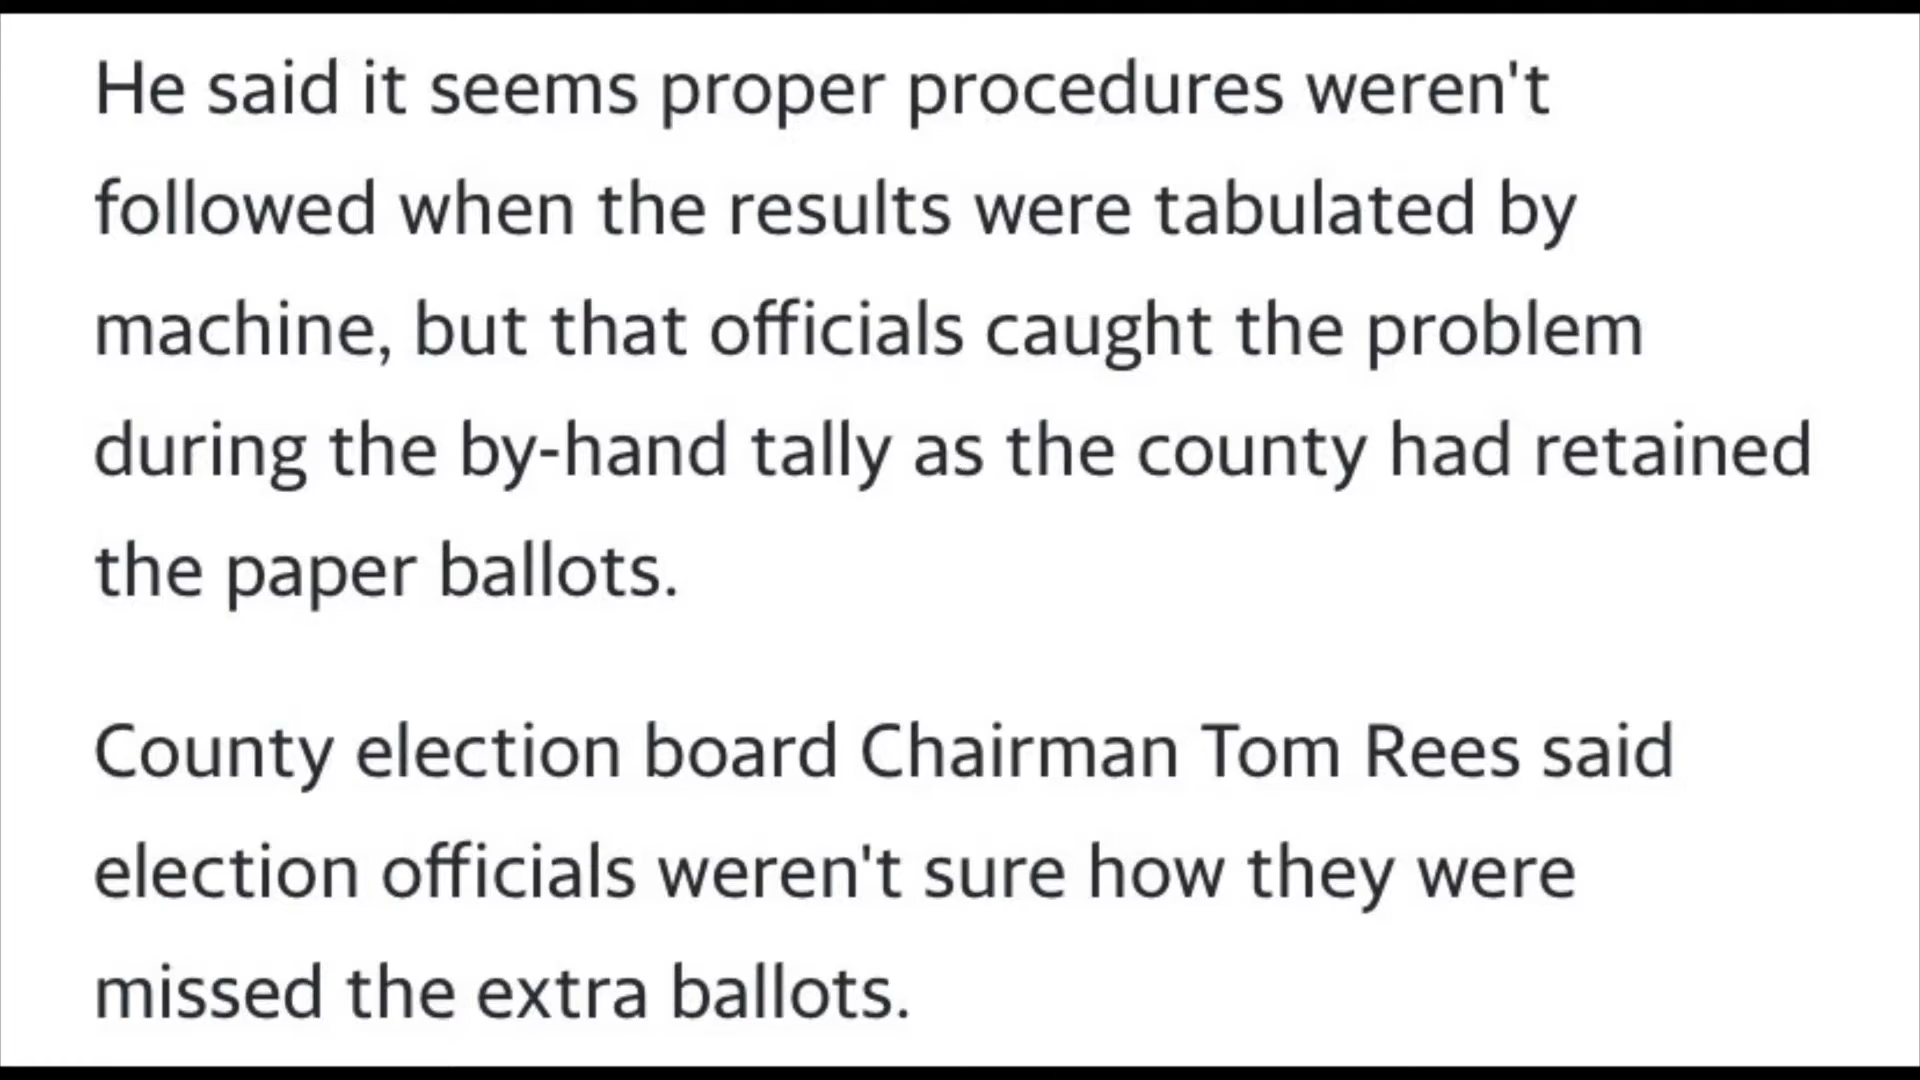 He said it seems proper procedures weren't
followed when the results were tabulated by
machine, but that officials caught the problem
during the by-hand tally as the county had retained
the paper ballots.
County election board Chairman Tom Rees said
election officials weren't sure how they were
missed the extra ballots.